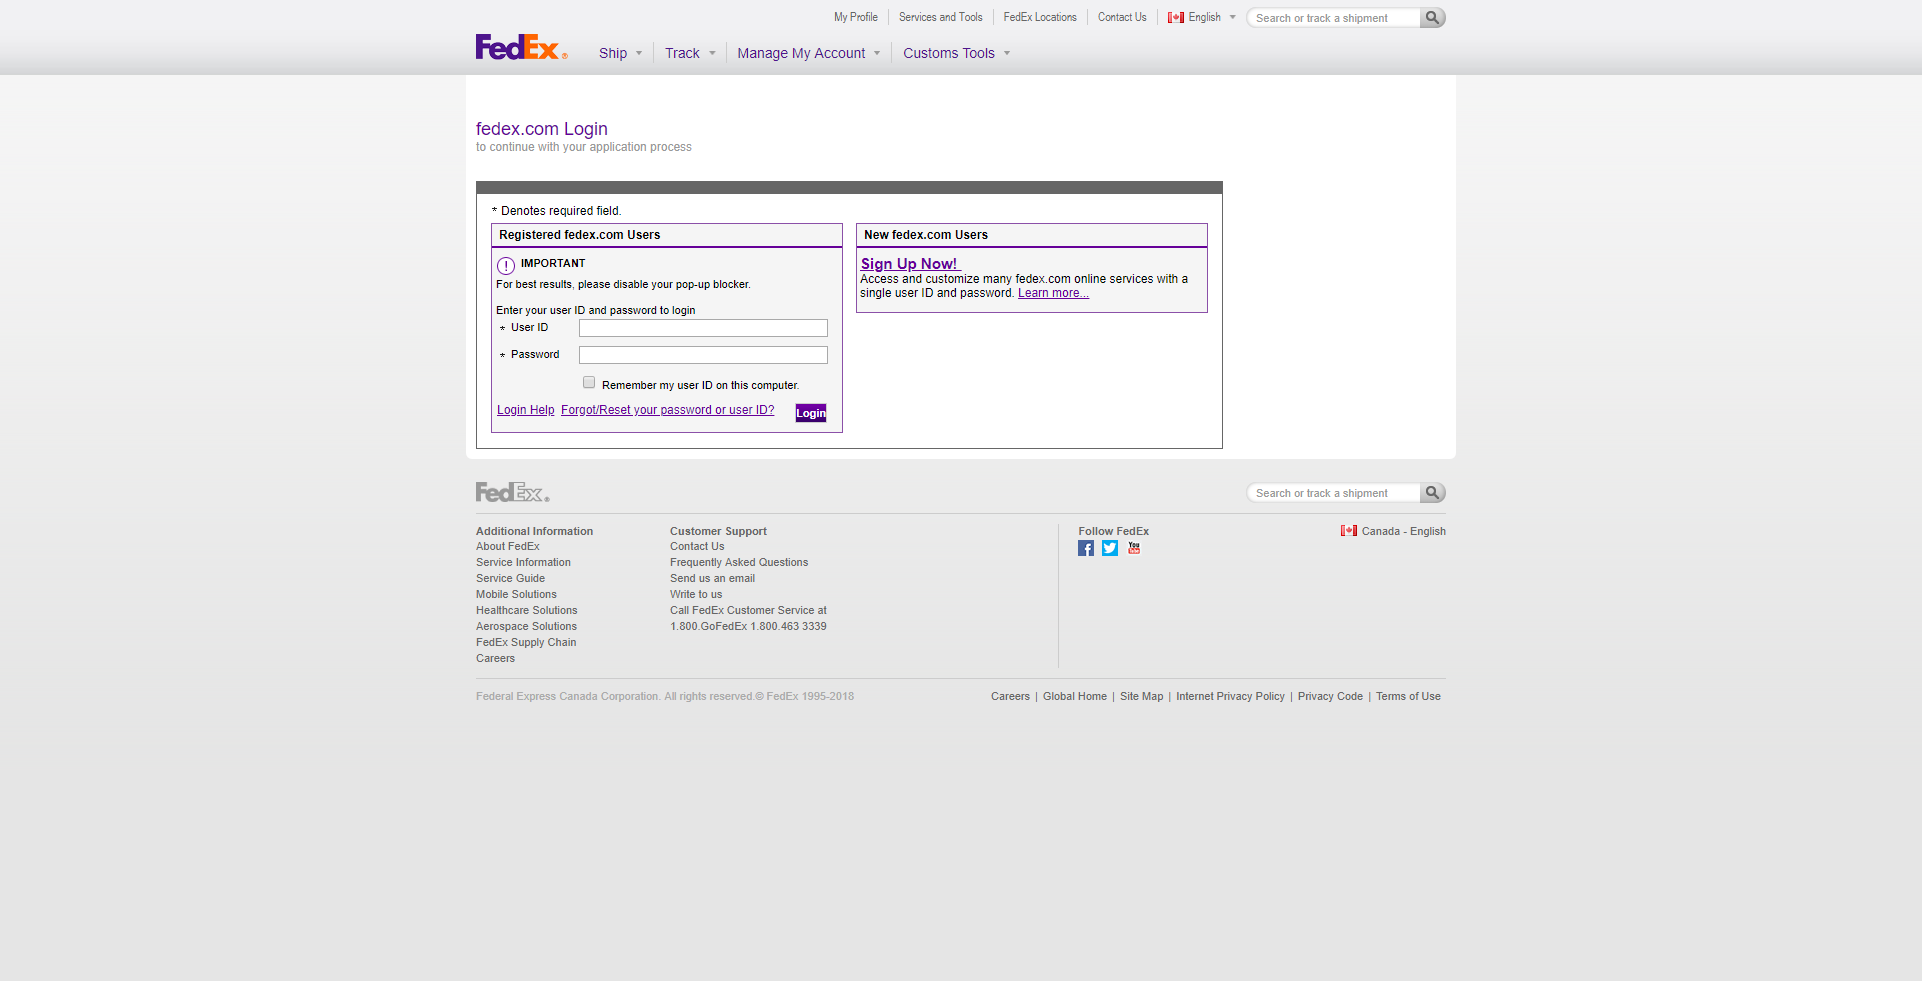 My Profile
Services and Tools
FedEx Locations
Contact Us
English
Search or track a shipment
FedEx®
Ship
Track
Manage My Account
Customs Tools
fedex.com Login
to continue with your application process
* Denotes required field.
Registered fedex.com Users
! IMPORTANT
For best results, please disable your pop-up blocker.
Enter your user ID and password to login
* User ID
* Password
Remember my user ID on this computer.
Login Help Forgot/Reset your password or user ID? Login
New fedex.com Users
Sign Up Now!
Access and customize many fedex.com online services with a
single user ID and password. Learn more...
FedEx®
Search or track a shipment
Additional Information
About FedEx
Service Information
Service Guide
Mobile Solutions
Healthcare Solutions
Aerospace Solutions
FedEx Supply Chain
Careers
Customer Support
Contact Us
Frequently Asked Questions
Send us an email
Write to us
Call FedEx Customer Service at
1.800.GoFedEx 1.800.463 3339
Follow FedEx
f
You
Tube
Canada - English
Federal Express Canada Corporation. All rights reserved.© FedEx 1995-2018
Careers | Global Home | Site Map | Internet Privacy Policy | Privacy Code | Terms of Use